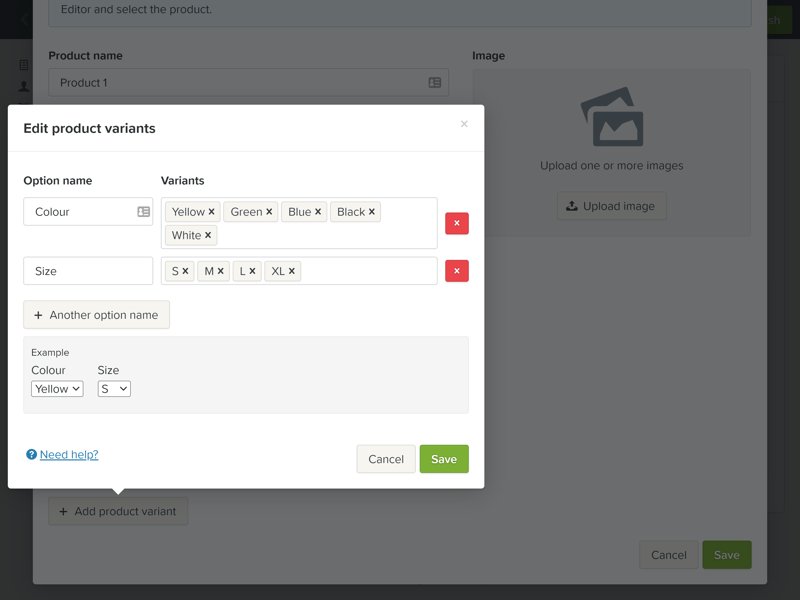 Editor and select the product.
sh
Product name
Image
Product 1
Upload one or more images
Upload image
Edit product variants
×
Option name
Variants
Colour
Yellow ×
Green ×
Blue ×
Black ×
White ×
×
Size
S ×
M ×
L ×
XL ×
×
+ Another option name
Example
Colour
Size
Yellow
S
? Need help?
Cancel
Save
+ Add product variant
Cancel
Save